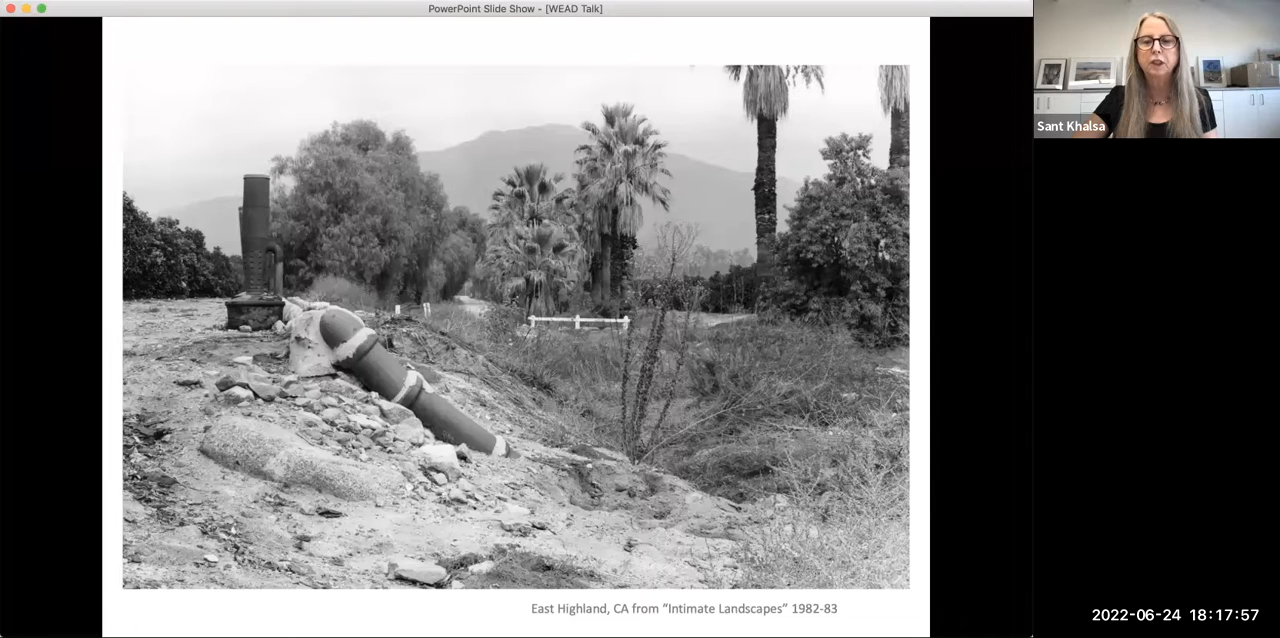 PowerPoint Slide Show - [WEAD Talk]
Sant Khalsa
East Highland, CA from “Intimate Landscapes” 1982-83
2022-06-24 18:17:57